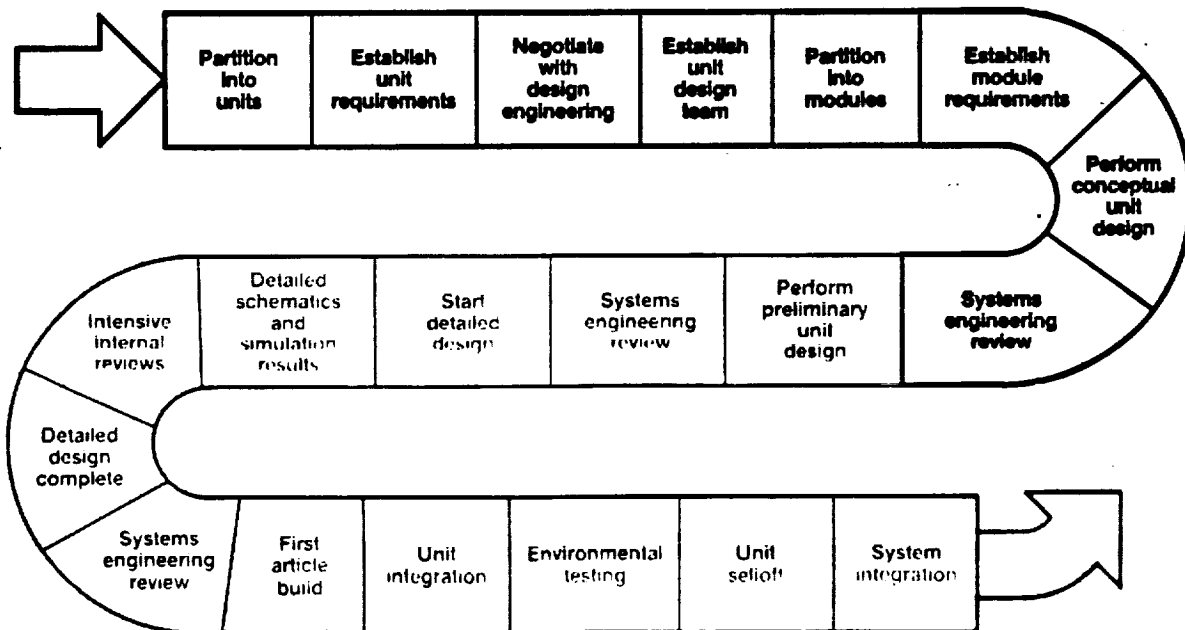 Partition
into
units
Establish
unit
requirements
Negotiate
with
design
engineering
Establish
unit
design
team
Partition
into
modules
Establish
module
requirements
Perform
conceptual
unit
design
Systems
engineering
review
Perform
preliminary
unit
design
Systems
engineering
review
Start
detailed
design
Detailed
schematics
and
simulation
results
Intensive
internal
reviews
Detailed
design
complete
Systems
engineering
review
First
article
build
Unit
integration
Environmental
testing
Unit
selloff
System
integration